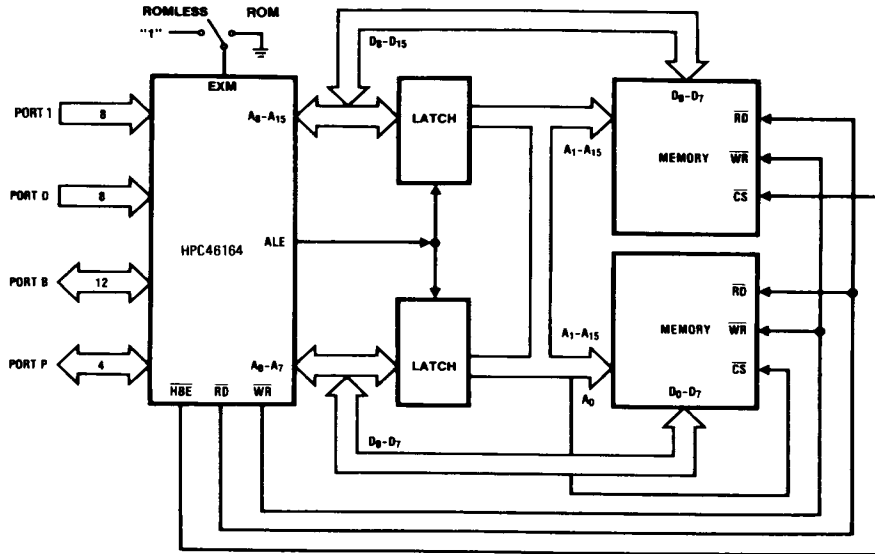 ROMLESS ROM
"1"
EXM
D8-D15
PORT 1
8
A8-A15
LATCH
D0-D7
RD
MEMORY
WR
A1-A15
CS
PORT D
8
HPC46164
ALE
PORT B
12
RD
A1-A15
MEMORY
WR
PORT P
4
A0-A7
LATCH
CS
A0
D0-D7
HBE RD WR
D0-D7